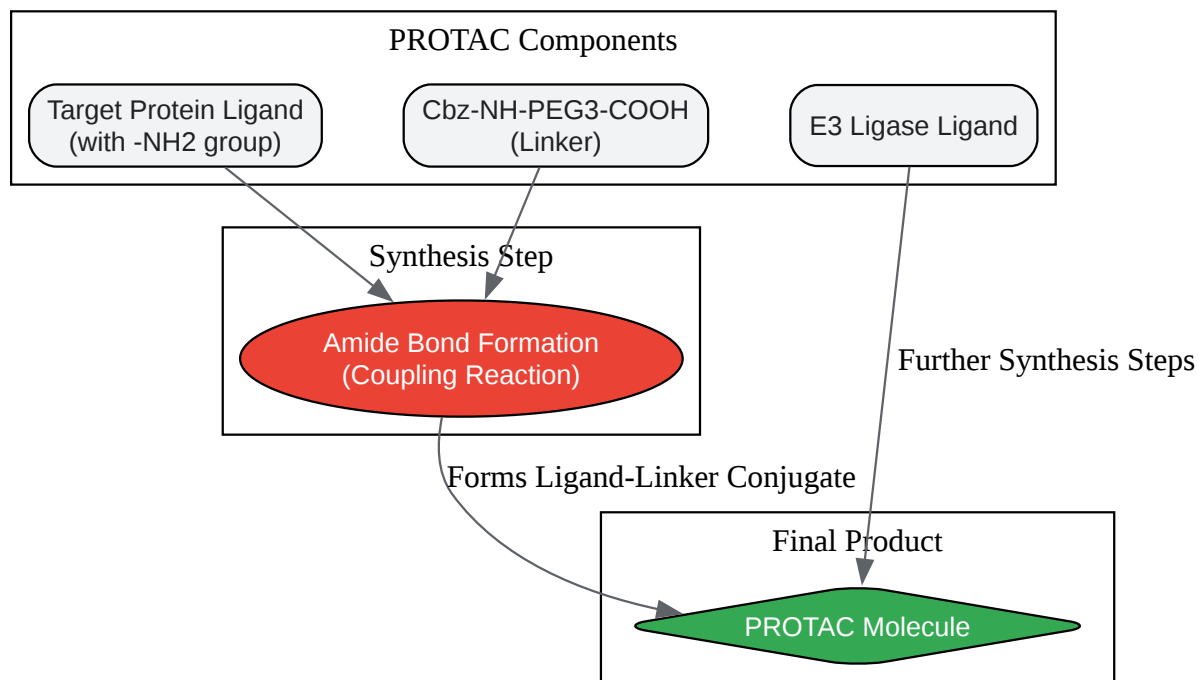 PROTAC Components
Target Protein Ligand
(with -NH2 group)
Cbz-NH-PEG3-COOH
(Linker)
E3 Ligase Ligand
Synthesis Step
Amide Bond Formation
(Coupling Reaction)
Further Synthesis Steps
Forms Ligand-Linker Conjugate
Final Product
PROTAC Molecule